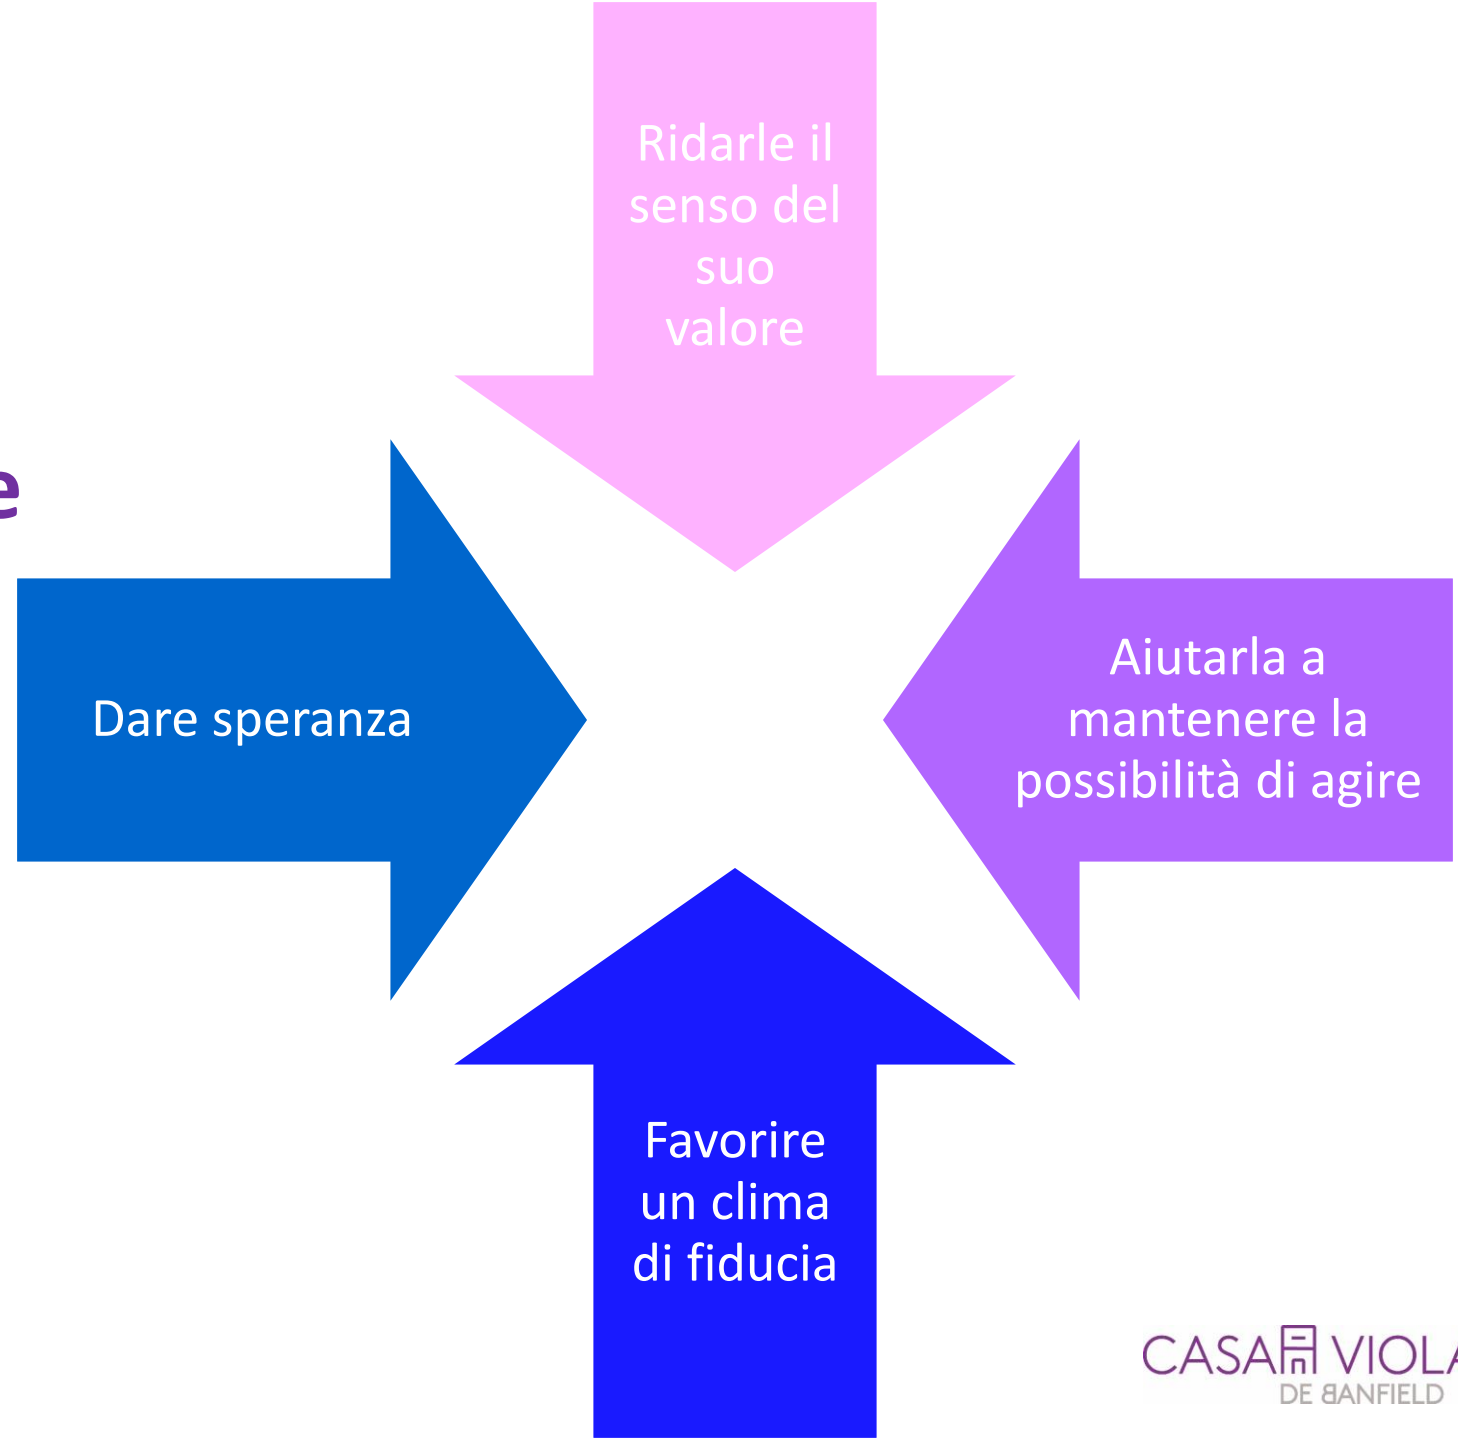 Ridarle il
senso del
suo
valore
e
Dare speranza
Aiutarla a
mantenere la
possibilità di agire
Favorire
un clima
di fiducia
CASA VIOLA
DE BANFIELD